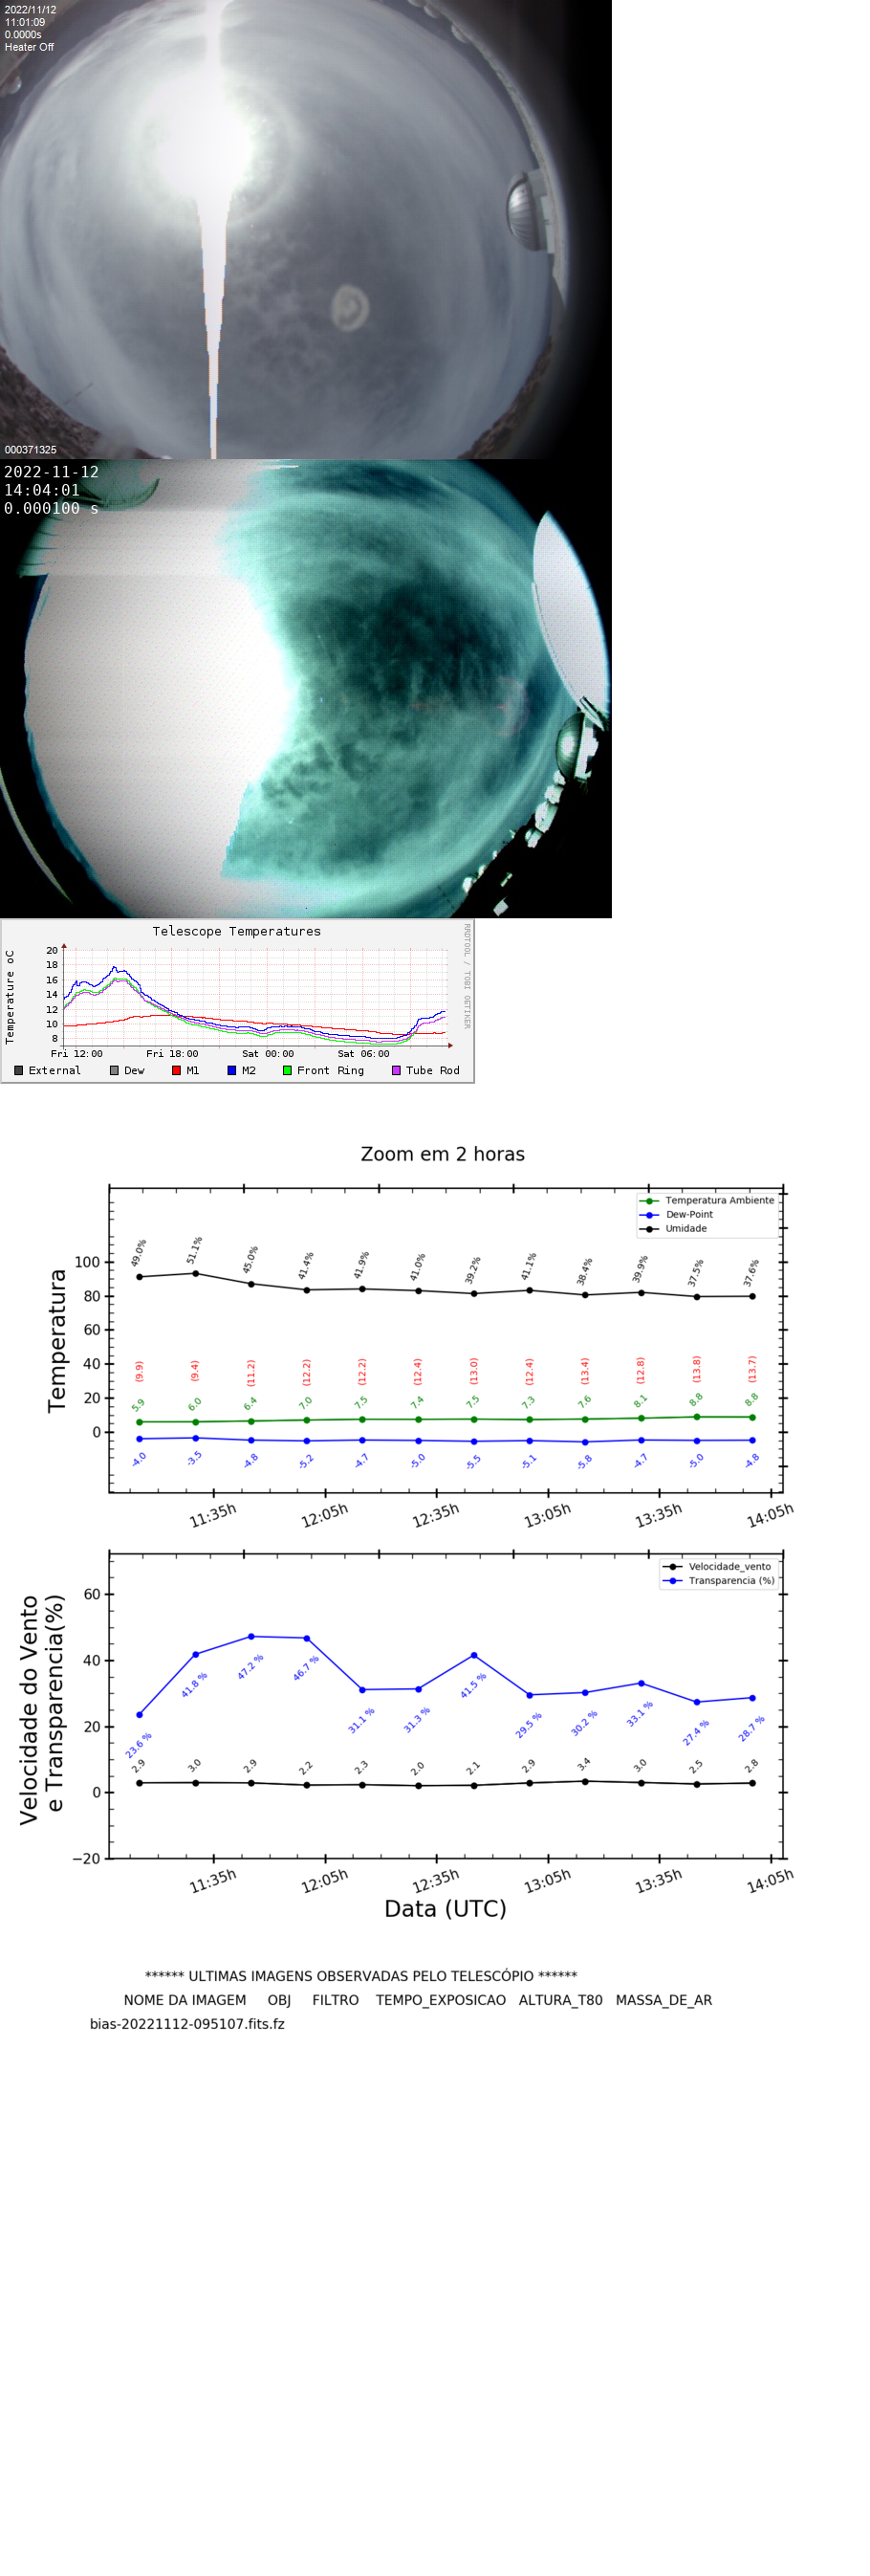 2022/11/12
11:01:09
0.0000s
Heater Off
000371325
2022-11-12
14:04:01
0.000100 s
Telescope Temperatures
RRDTOOL / TOBI OETIKER
Temperature oC
20
18
16
14
12
10
8
Fri 12:00 Fri 18:00 Sat 00:00 Sat 06:00
External Dew M1 M2 Front Ring Tube Rod
Zoom em 2 horas
Temperatura Ambiente
Dew-Point
Umidade
Temperatura
100
80
60
40
20
0
49.0% 51.1% 45.0% 41.4% 41.9% 41.0% 39.2% 41.1% 38.4% 39.9% 37.5% 37.6%
(9.9) (9.4) (11.2) (12.2) (12.2) (12.4) (13.0) (12.4) (13.4) (12.8) (13.8) (13.7)
5.9 6.0 6.4 7.0 7.5 7.4 7.5 7.3 7.6 8.1 8.8 8.8
-4.0 -3.5 -4.8 -5.2 -4.7 -5.0 -5.5 -5.1 -5.8 -4.7 -5.0 -4.8
11:35h 12:05h 12:35h 13:05h 13:35h 14:05h
Velocidade_vento
Transparencia (%)
Velocidade do Vento
e Transparencia(%)
60
40
20
0
−20
23.6 % 41.8 % 47.2 % 46.7 % 31.1 % 31.3 % 41.5 % 29.5 % 30.2 % 33.1 % 27.4 % 28.7 %
2.9 3.0 2.9 2.2 2.3 2.0 2.1 2.9 3.4 3.0 2.5 2.8
11:35h 12:05h 12:35h 13:05h 13:35h 14:05h
Data (UTC)
****** ULTIMAS IMAGENS OBSERVADAS PELO TELESCÓPIO ******
NOME DA IMAGEM OBJ FILTRO TEMPO_EXPOSICAO ALTURA_T80 MASSA_DE_AR
bias-20221112-095107.fits.fz